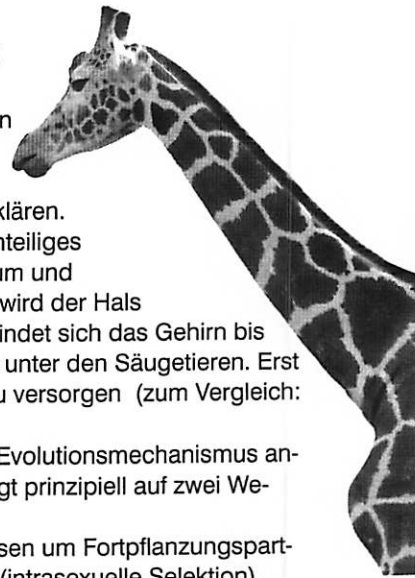 n
klären.
nteiliges
um und
wird der Hals
indet sich das Gehirn bis
unter den Säugetieren. Erst
u versorgen (zum Vergleich:
Evolutionsmechanismus an-
gt prinzipiell auf zwei We-
sen um Fortpflanzungspart-
(intrasexuelle Selektion)